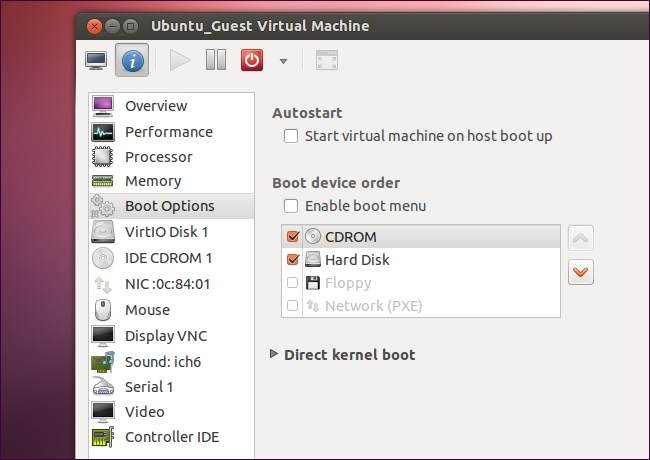 Ubuntu_Guest Virtual Machine
Overview
Performance
Processor
Memory
Boot Options
VirtIO Disk 1
IDE CDROM 1
NIC :0c:84:01
Mouse
Display VNC
Sound: ich6
Serial 1
Video
Controller IDE
Autostart
Start virtual machine on host boot up
Boot device order
Enable boot menu
CDROM
Hard Disk
Floppy
Network (PXE)
Direct kernel boot